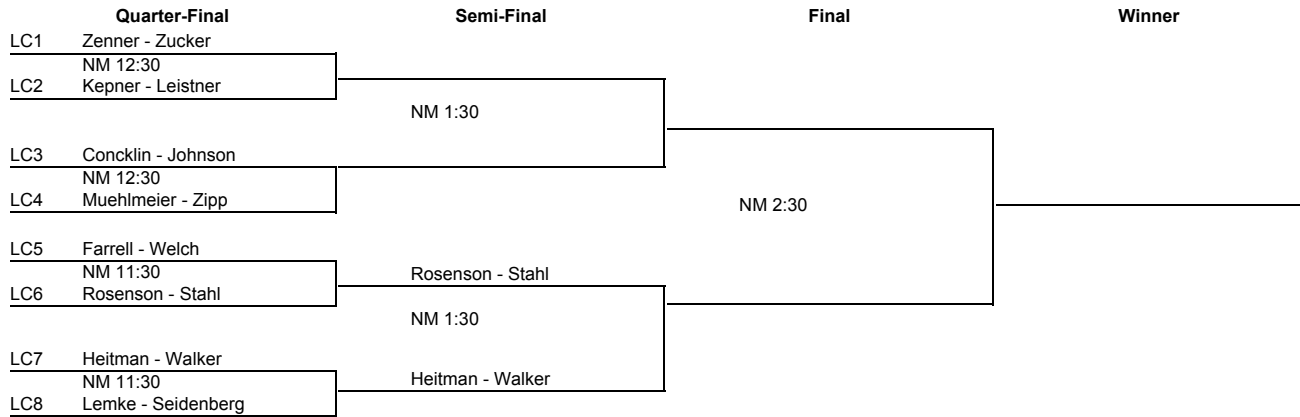 Quarter-Final Semi-Final Final Winner
LC1 Zenner - Zucker
NM 12:30
LC2 Kepner - Leistner
NM 1:30
LC3 Concklin - Johnson
NM 12:30
LC4 Muehlmeier - Zipp
NM 2:30
LC5 Farrell - Welch
NM 11:30 Rosenson - Stahl
LC6 Rosenson - Stahl
NM 1:30
LC7 Heitman - Walker
NM 11:30 Heitman - Walker
LC8 Lemke - Seidenberg